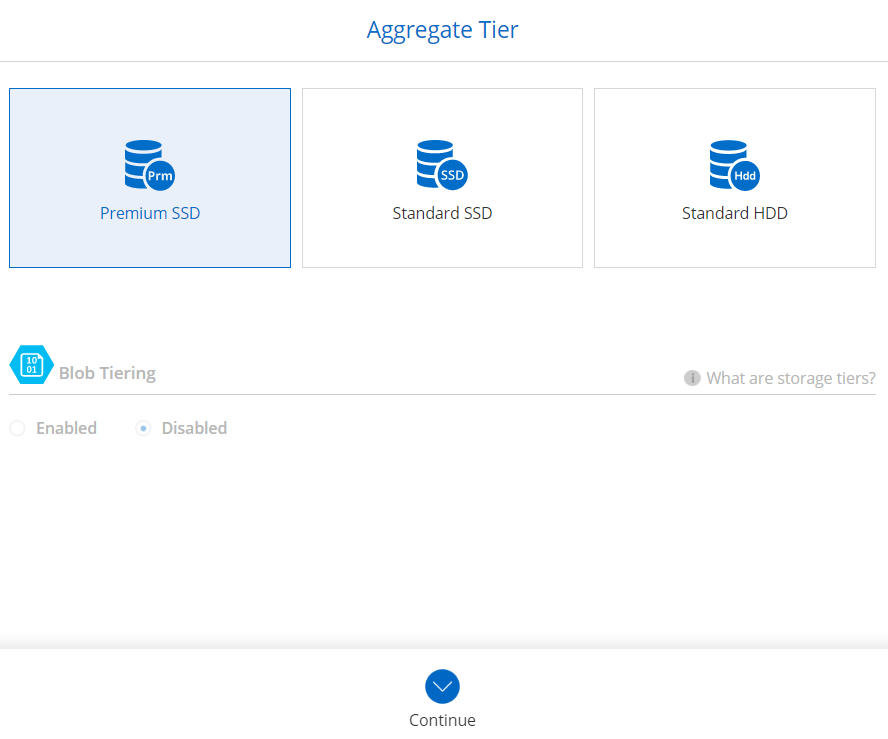 Aggregate Tier
Prm
Premium SSD
SSD
Standard SSD
Hdd
Standard HDD
10
01
Blob Tiering
i What are storage tiers?
Enabled
Disabled
Continue